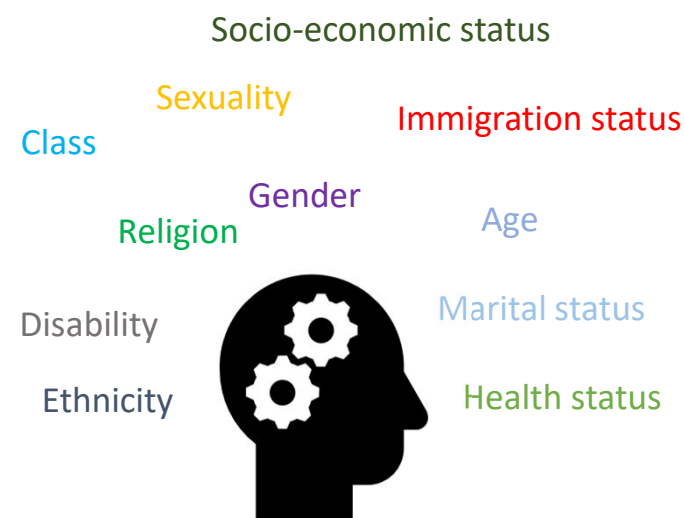 Socio-economic status
Sexuality
Immigration status
Class
Gender
Age
Religion
Marital status
Disability
Ethnicity
Health status